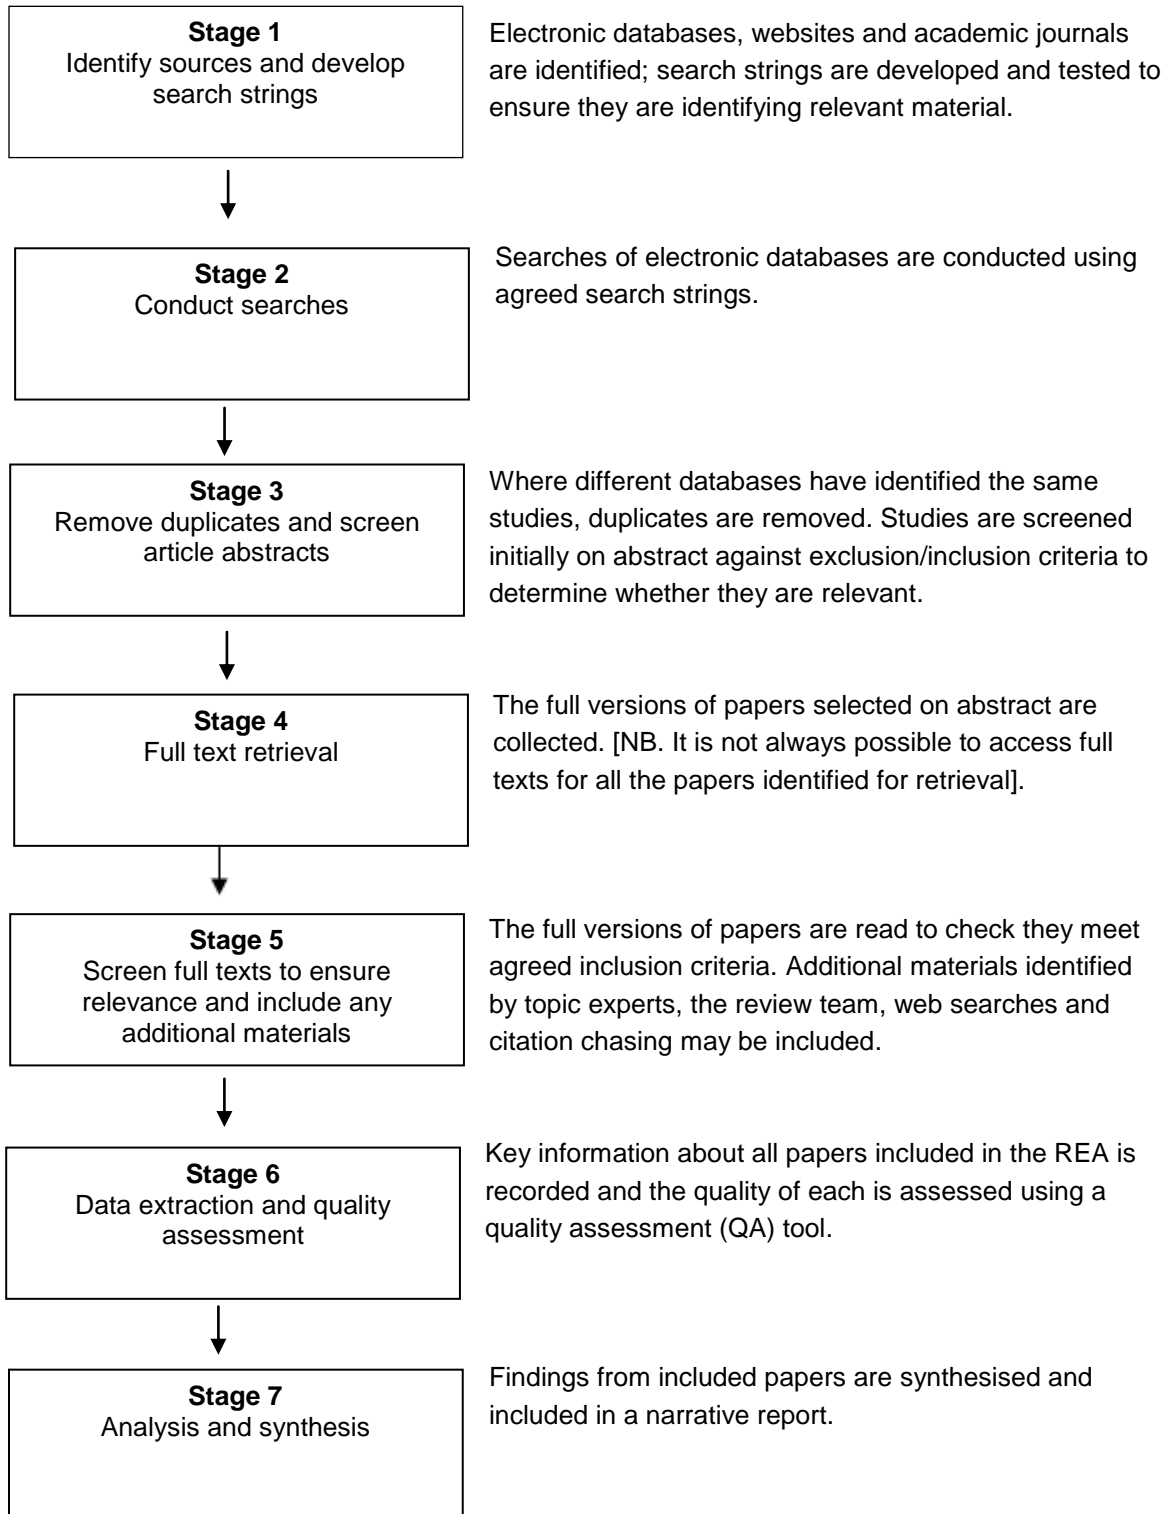 Stage 1
Identify sources and develop
search strings
Electronic databases, websites and academic journals
are identified; search strings are developed and tested to
ensure they are identifying relevant material.
Stage 2
Conduct searches
Searches of electronic databases are conducted using
agreed search strings.
Stage 3
Remove duplicates and screen
article abstracts
Where different databases have identified the same
studies, duplicates are removed. Studies are screened
initially on abstract against exclusion/inclusion criteria to
determine whether they are relevant.
Stage 4
Full text retrieval
The full versions of papers selected on abstract are
collected. [NB. It is not always possible to access full
texts for all the papers identified for retrieval].
Stage 5
Screen full texts to ensure
relevance and include any
additional materials
The full versions of papers are read to check they meet
agreed inclusion criteria. Additional materials identified
by topic experts, the review team, web searches and
citation chasing may be included.
Stage 6
Data extraction and quality
assessment
Key information about all papers included in the REA is
recorded and the quality of each is assessed using a
quality assessment (QA) tool.
Stage 7
Analysis and synthesis
Findings from included papers are synthesised and
included in a narrative report.